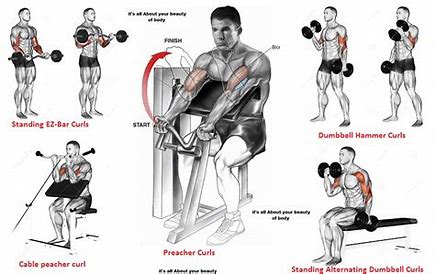 It's all About your beauty
of body
FINISH
START
Standing EZ-Bar Curls
Dumbbell Hammer Curls
It's all About your beauty
of body
Preacher Curls
Cable peacher curl
Standing Alternating Dumbbell Curls
It's all About your beauty